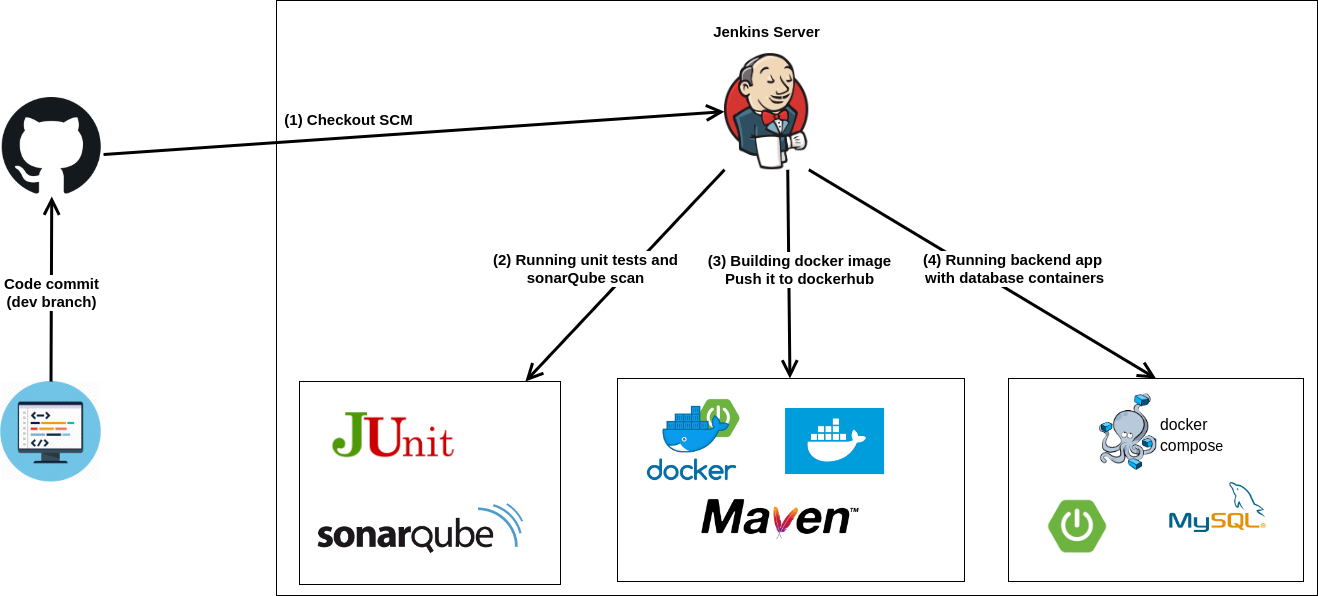 Jenkins Server
(1) Checkout SCM
Code commit
(dev branch)
(2) Running unit tests and
sonarQube scan
(3) Building docker image
Push it to dockerhub
(4) Running backend app
with database containers
JUnit
sonarqube
docker
Maven™
docker
compose
MySQL®